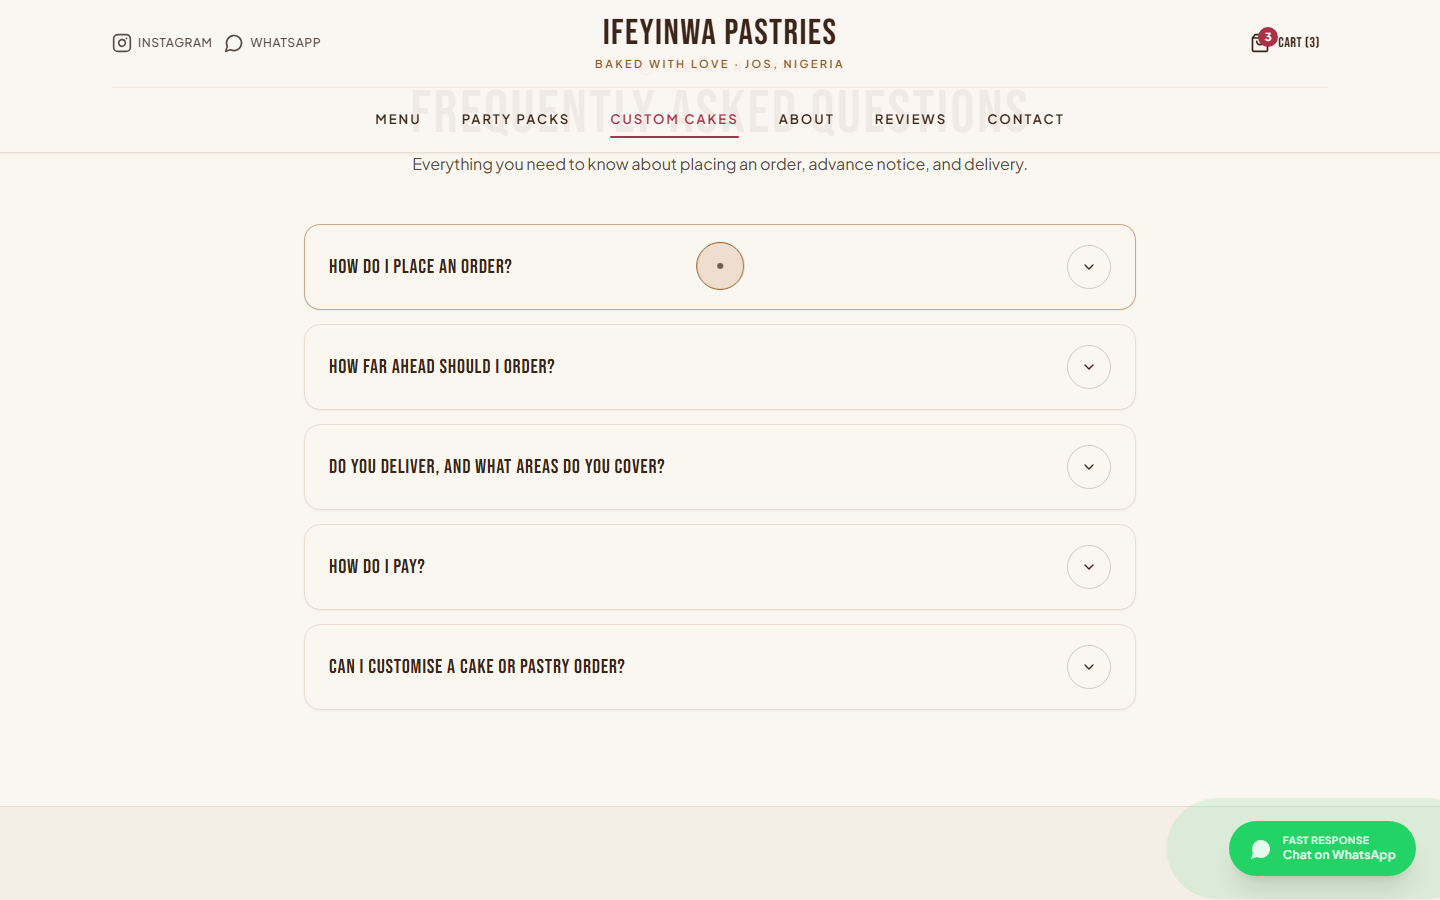 INSTAGRAM
WHATSAPP
IFEYINWA PASTRIES
BAKED WITH LOVE · JOS, NIGERIA
3
CART (3)
FREQUENTLY ASKED QUESTIONS
MENU
PARTY PACKS
CUSTOM CAKES
ABOUT
REVIEWS
CONTACT
Everything you need to know about placing an order, advance notice, and delivery.
HOW DO I PLACE AN ORDER?
HOW FAR AHEAD SHOULD I ORDER?
DO YOU DELIVER, AND WHAT AREAS DO YOU COVER?
HOW DO I PAY?
CAN I CUSTOMISE A CAKE OR PASTRY ORDER?
FAST RESPONSE
Chat on WhatsApp